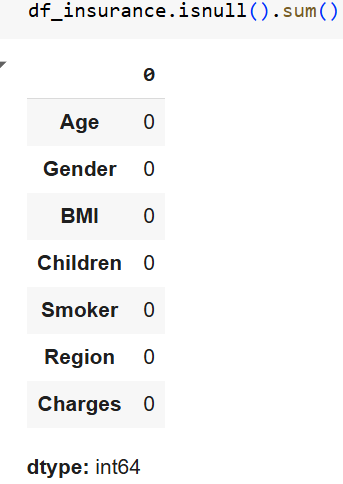 df_insurance.isnull().sum()
0
Age 0
Gender 0
BMI 0
Children 0
Smoker 0
Region 0
Charges 0
dtype: int64